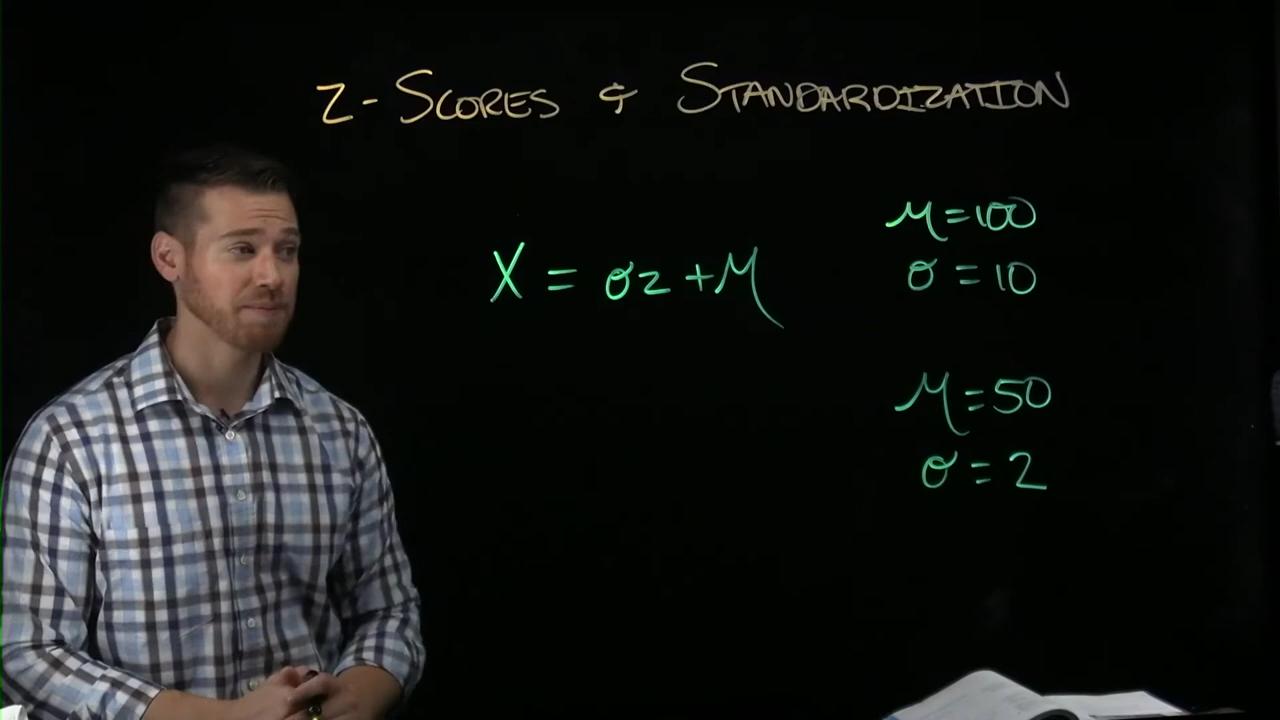 Z-SCORES & STANDARDIZATION
X = σz + μ
μ = 100
σ = 10
μ = 50
σ = 2